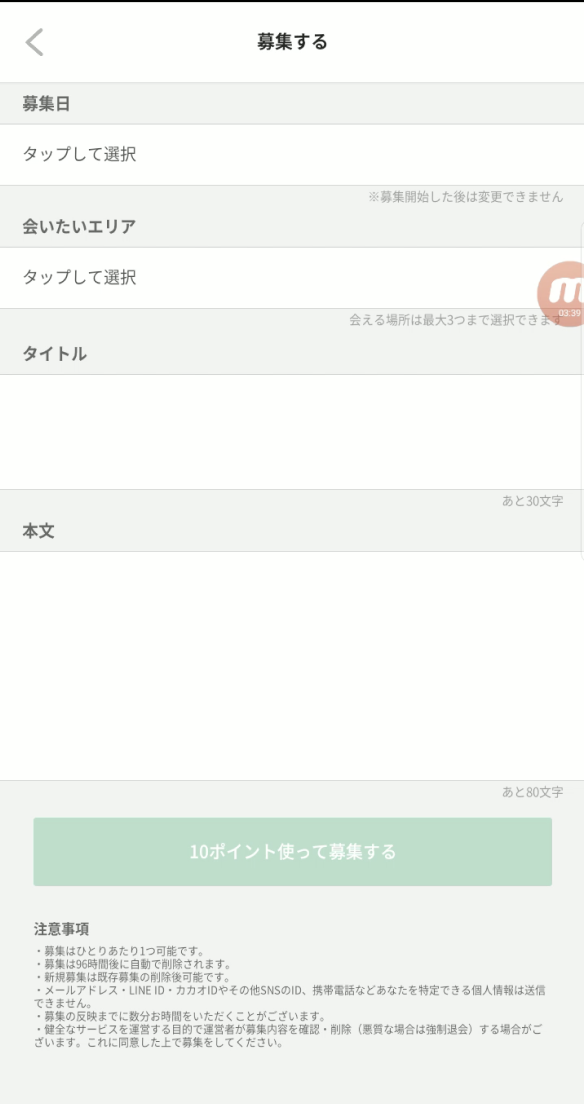 募集する
募集日
タップして選択
※募集開始した後は変更できません
会いたいエリア
タップして選択
03:39
会える場所は最大3つまで選択できます
タイトル
あと30文字
本文
あと80文字
10ポイント使って募集する
注意事項
・募集はひとりあたり1つ可能です。
・募集は96時間後に自動で削除されます。
・新規募集は既存募集の削除後可能です。
・メールアドレス・LINE ID・カカオIDやその他SNSのID、携帯電話などあなたを特定できる個人情報は送信
できません。
・募集の反映までに数分お時間をいただくことがございます。
・健全なサービスを運営する目的で運営者が募集内容を確認・削除（悪質な場合は強制退会）する場合がご
ざいます。これに同意した上で募集をしてください。